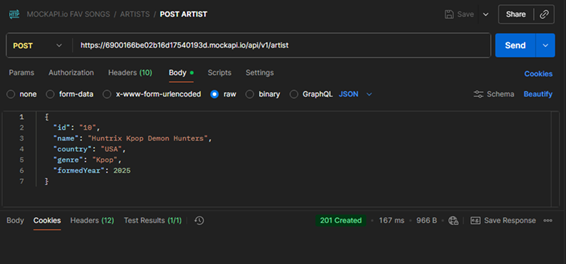 MOCKAPI.io FAV SONGS / ARTISTS / POST ARTIST Save Share
POST https://6900166be02b16d17540193d.mockapi.io/api/v1/artist Send
Params Authorization Headers (10) Body Scripts Settings Cookies
none form-data x-www-form-urlencoded raw binary GraphQL JSON Schema Beautify
1 {
2 "id": "10",
3 "name": "Huntrix Kpop Demon Hunters",
4 "country": "USA",
5 "genre": "Kpop",
6 "formedYear": 2025
7 }
Body Cookies Headers (12) Test Results (1/1) 201 Created • 167 ms • 966 B Save Response